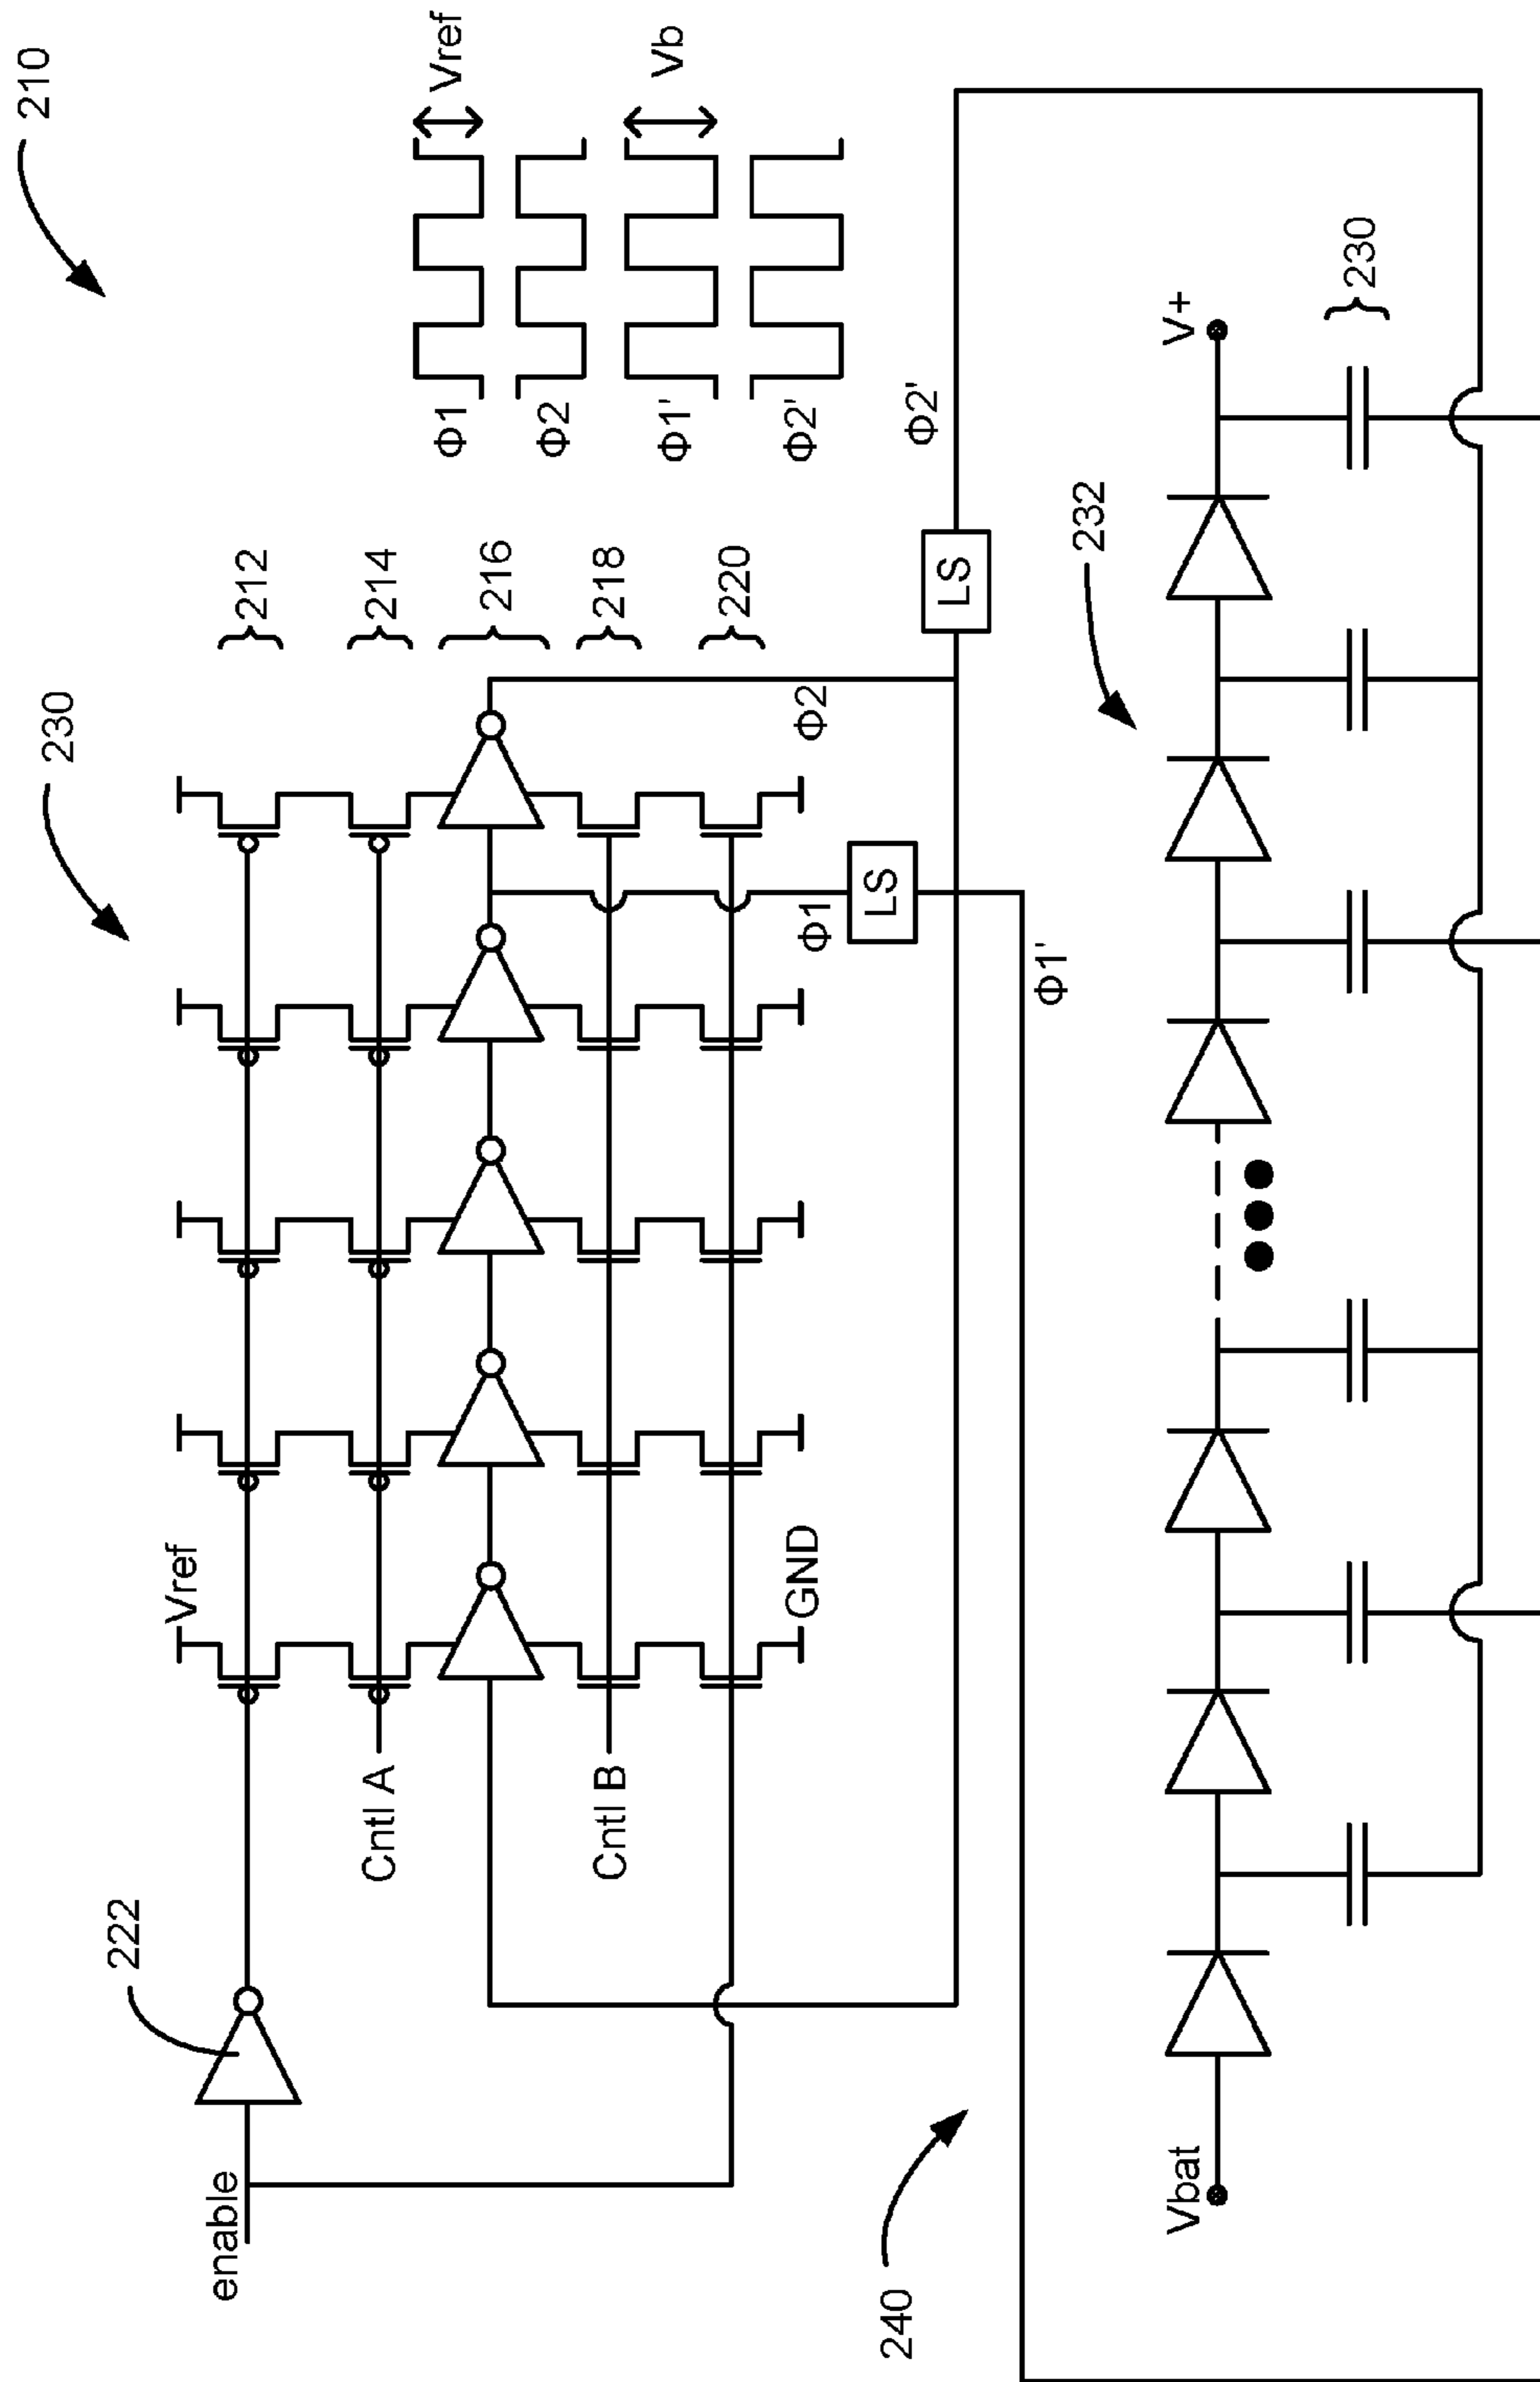 210
230
222
Vref
212
214
216
218
220
enable
Cntl A
Cntl B
GND
Φ1
Φ2
Φ1
Vref
Φ2
Φ1'
Vb
Φ2'
LS
LS
Φ1'
Φ2'
240
232
Vbat
V+
230